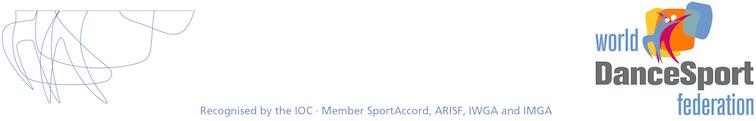 world
DanceSport
federation
Recognised by the IOC · Member SportAccord, ARISF, IWGA and IMGA